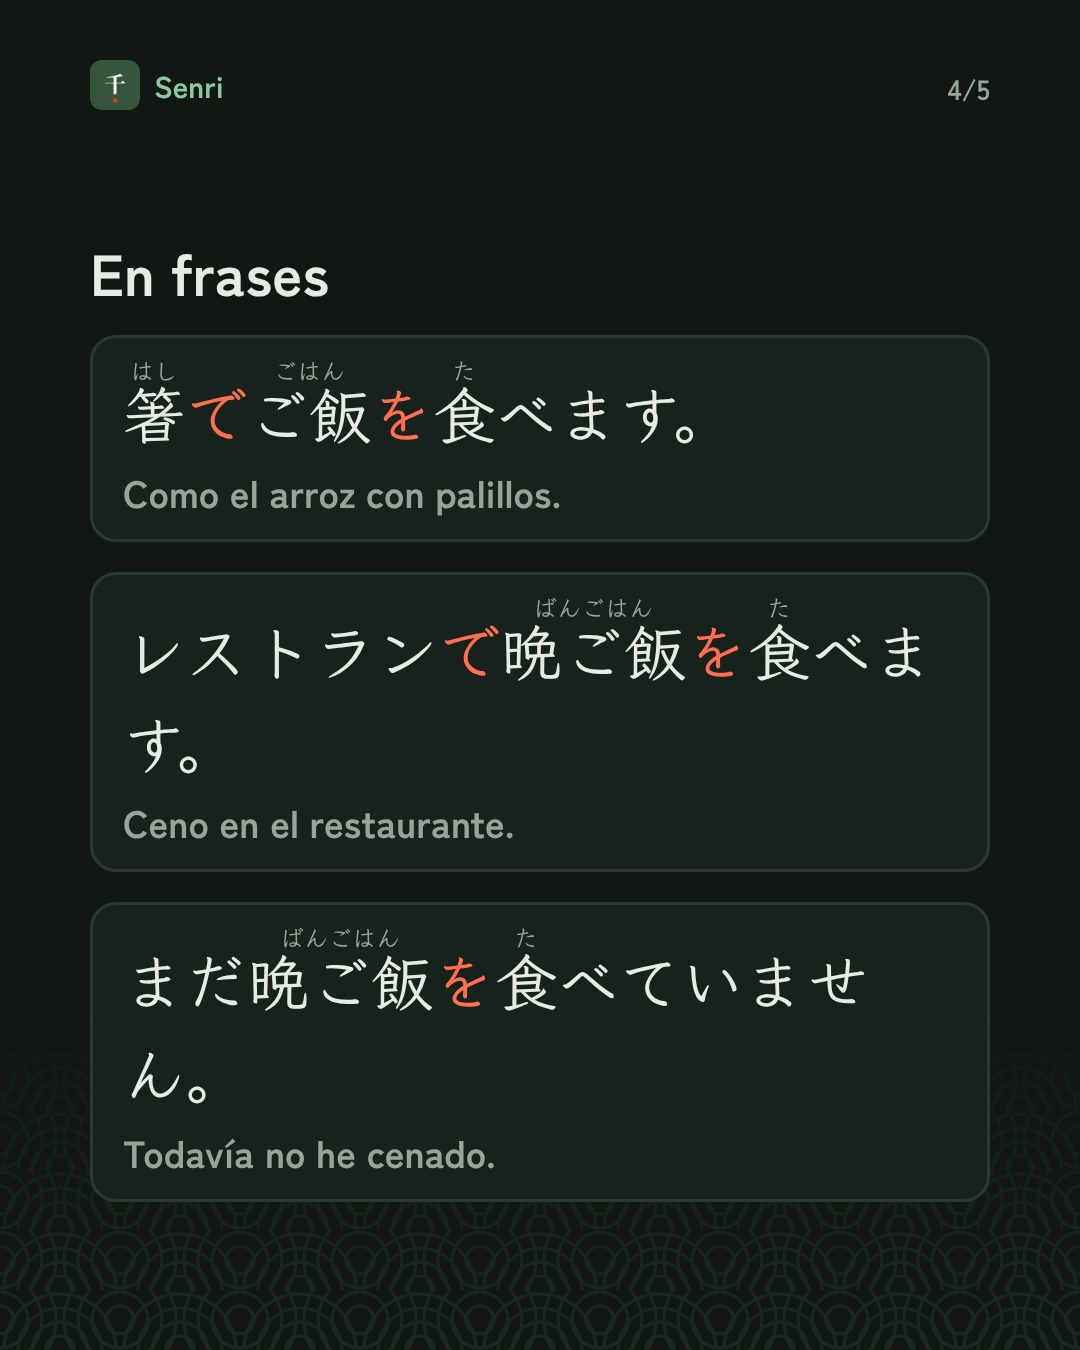 千 Senri
4/5
En frases
はし ごはん た
箸でご飯を食べます。
Como el arroz con palillos.
ばんごはん た
レストランで晩ご飯を食べま
す。
Ceno en el restaurante.
ばんごはん た
まだ晩ご飯を食べていませ
ん。
Todavía no he cenado.